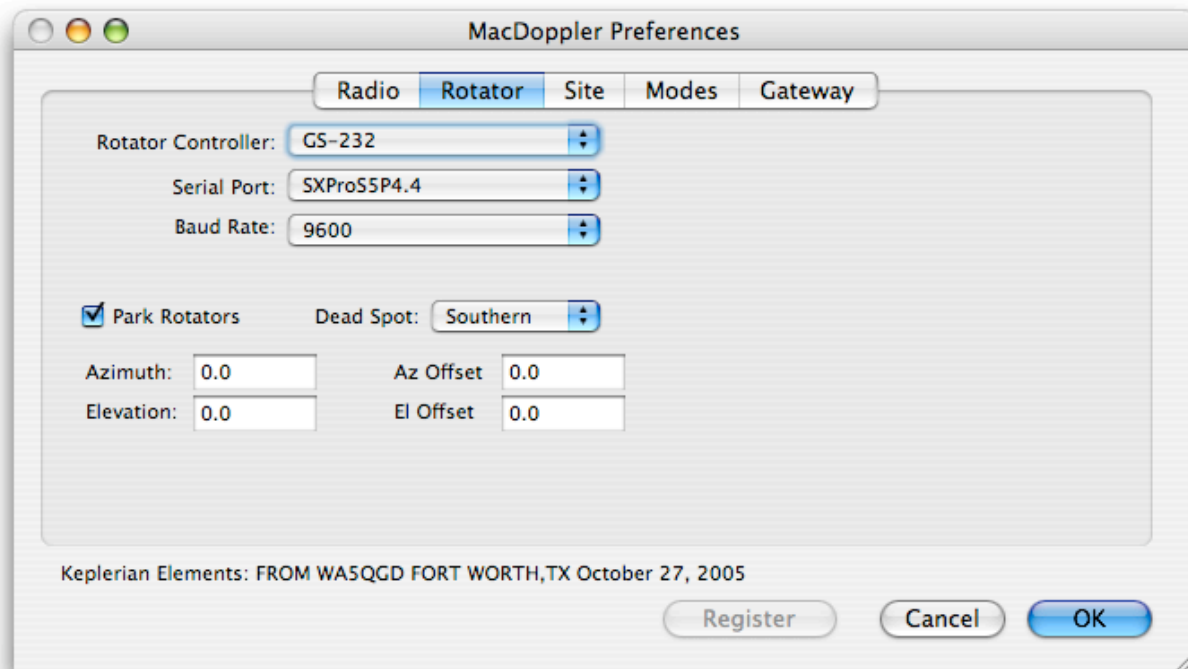 MacDoppler Preferences
Radio Rotator Site Modes Gateway
Rotator Controller: GS-232
Serial Port: SXPro55P4.4
Baud Rate: 9600
Park Rotators Dead Spot: Southern
Azimuth: 0.0 Az Offset 0.0
Elevation: 0.0 El Offset 0.0
Keplerian Elements: FROM WA5QGD FORT WORTH,TX October 27, 2005
Register Cancel OK